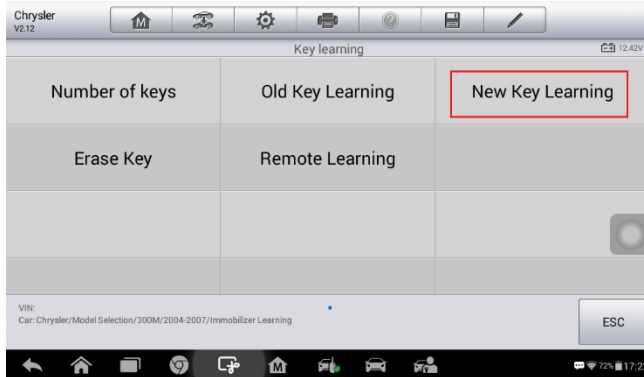 Chrysler
V2.12
Key learning
12.42V
Number of keys
Old Key Learning
New Key Learning
Erase Key
Remote Learning
VIN:
Car: Chrysler/Model Selection/300M/2004-2007/Immobilizer Learning
ESC
72%